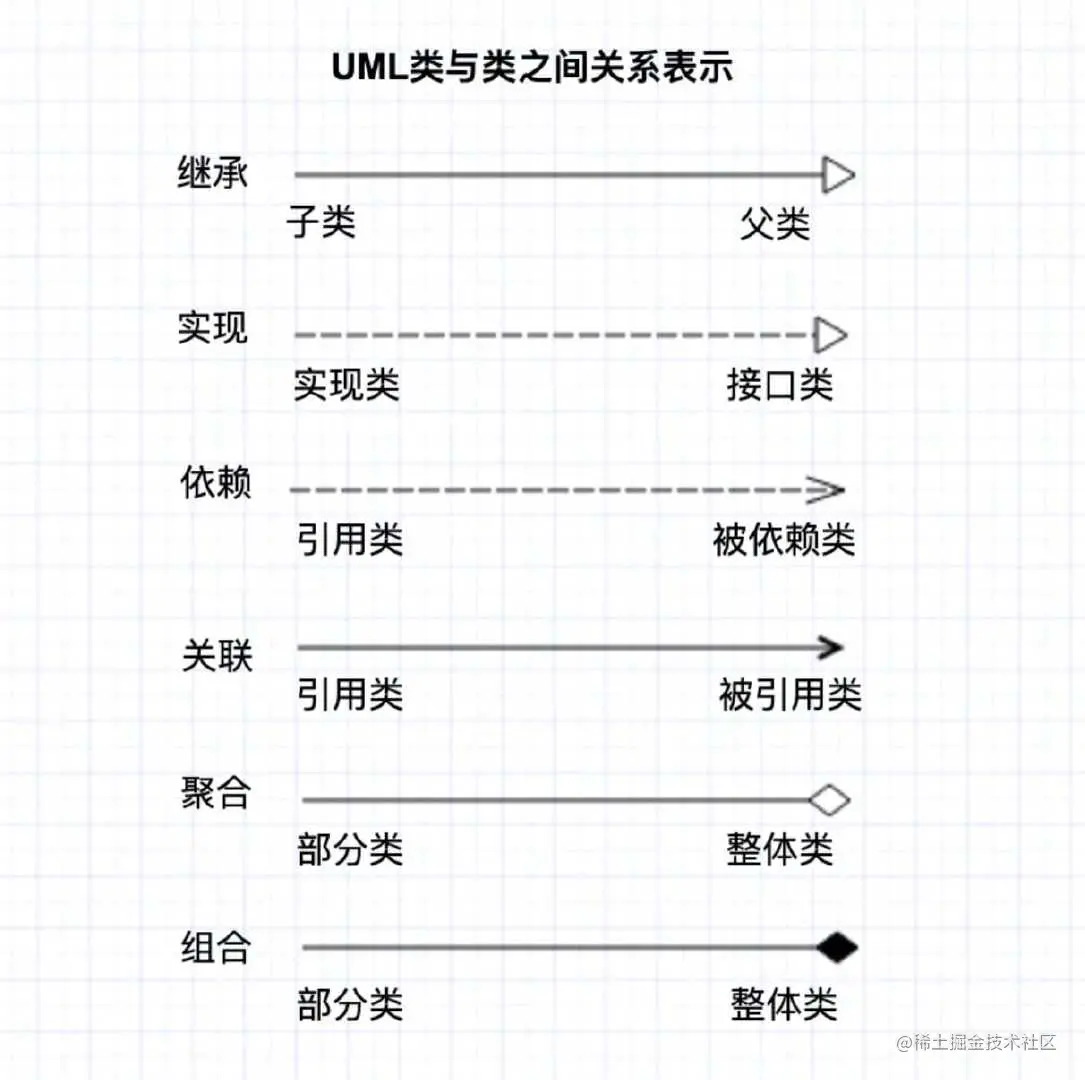 UML类与类之间关系表示
继承
子类 父类
实现
实现类 接口类
依赖
引用类 被依赖类
关联
引用类 被引用类
聚合
部分类 整体类
组合
部分类 整体类
@稀土掘金技术社区